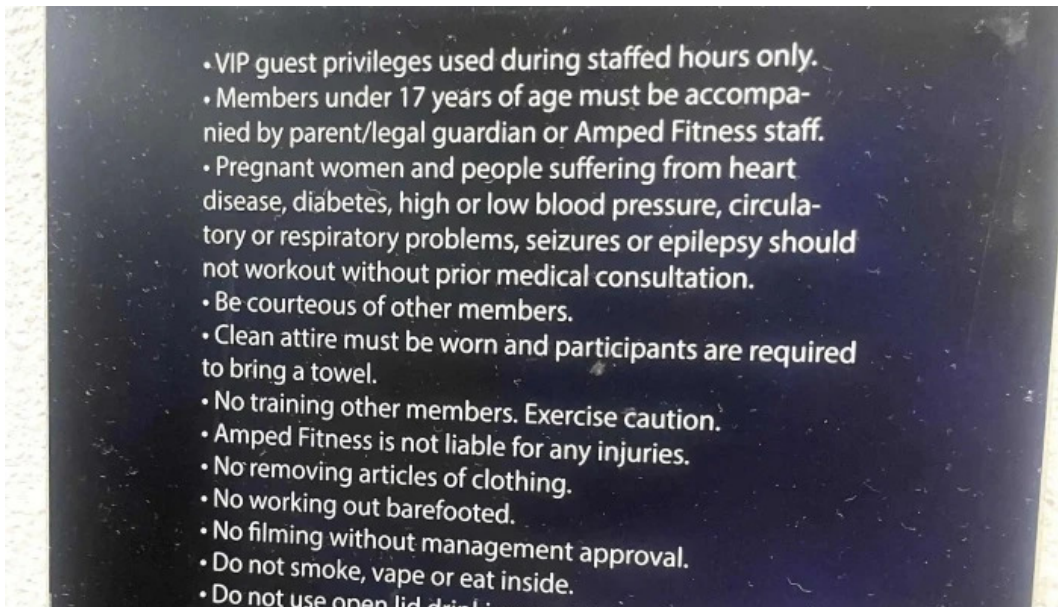 • VIP guest privileges used during staffed hours only.
• Members under 17 years of age must be accompa-
nied by parent/legal guardian or Amped Fitness staff.
• Pregnant women and people suffering from heart
disease, diabetes, high or low blood pressure, circula-
tory or respiratory problems, seizures or epilepsy should
not workout without prior medical consultation.
• Be courteous of other members.
• Clean attire must be worn and participants are required
to bring a towel.
• No training other members. Exercise caution.
• Amped Fitness is not liable for any injuries.
• No removing articles of clothing.
• No working out barefooted.
• No filming without management approval.
• Do not smoke, vape or eat inside.
• Do not use open lid